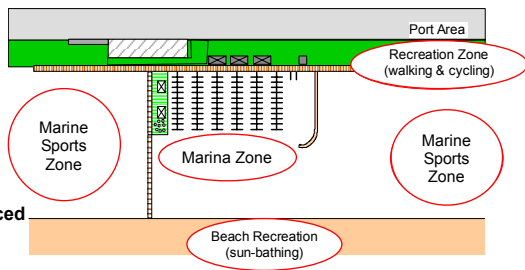 Port Area
Recreation Zone
(walking & cycling)
Marine
Sports
Zone
Marina Zone
Marine
Sports
Zone
ced
Beach Recreation
(sun-bathing)